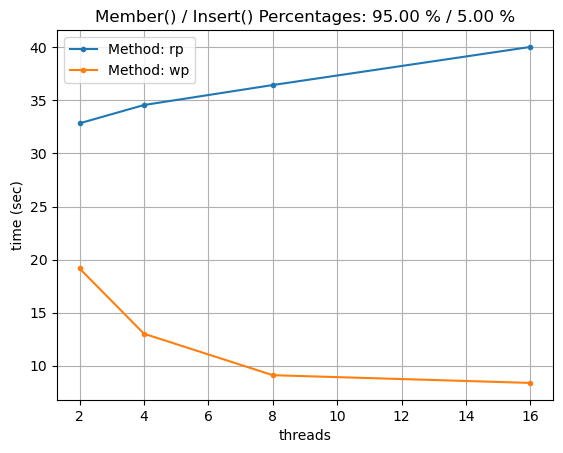 Member() / Insert() Percentages: 95.00 % / 5.00 %
Method: rp
Method: wp
time (sec)
40
35
30
25
20
15
10
2 4 6 8 10 12 14 16
threads